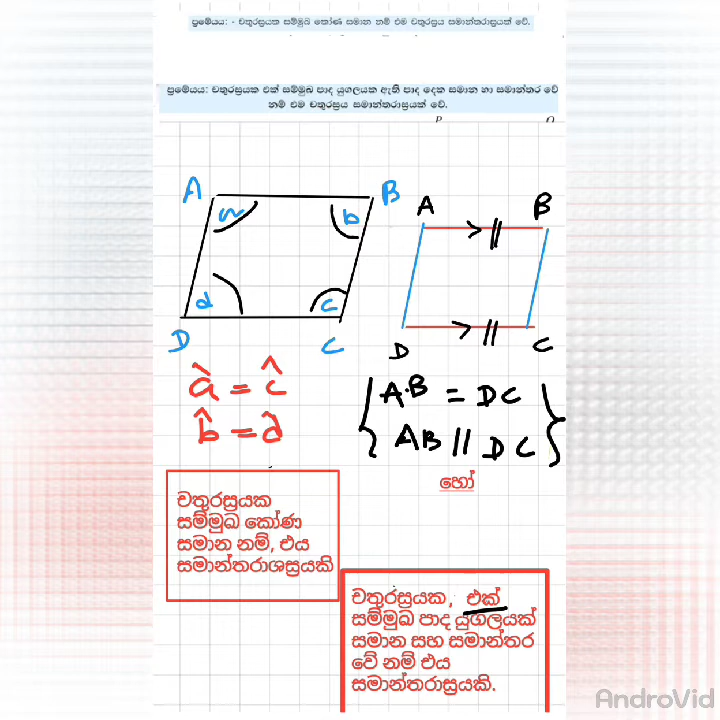 ප්‍රමේයය: - චතුරස්‍රයක සම්මුඛ කෝණ සමාන නම් එම චතුරස්‍රය සමාන්තරාස්‍රයක් වේ.
ප්‍රමේයය: චතුරස්‍රයක එක් සම්මුඛ පාද යුගලයක ඇති පාද දෙක සමාන හා සමාන්තර වේ
නම් එම චතුරස්‍රය සමාන්තරාස්‍රයක් වේ.
P Q
A B
a b
d c
D C
A B
D C
â = ĉ
b̂ = d̂
AB = DC
AB // DC
හෝ
චතුරස්‍රයක
සම්මුඛ කෝණ
සමාන නම්, එය
සමාන්තරාශස්‍රයකි
චතුරස්‍රයක, එක්
සම්මුඛ පාද යුගලයක්
සමාන සහ සමාන්තර
වේ නම් එය
සමාන්තරාස්‍රයකි.
AndroVid